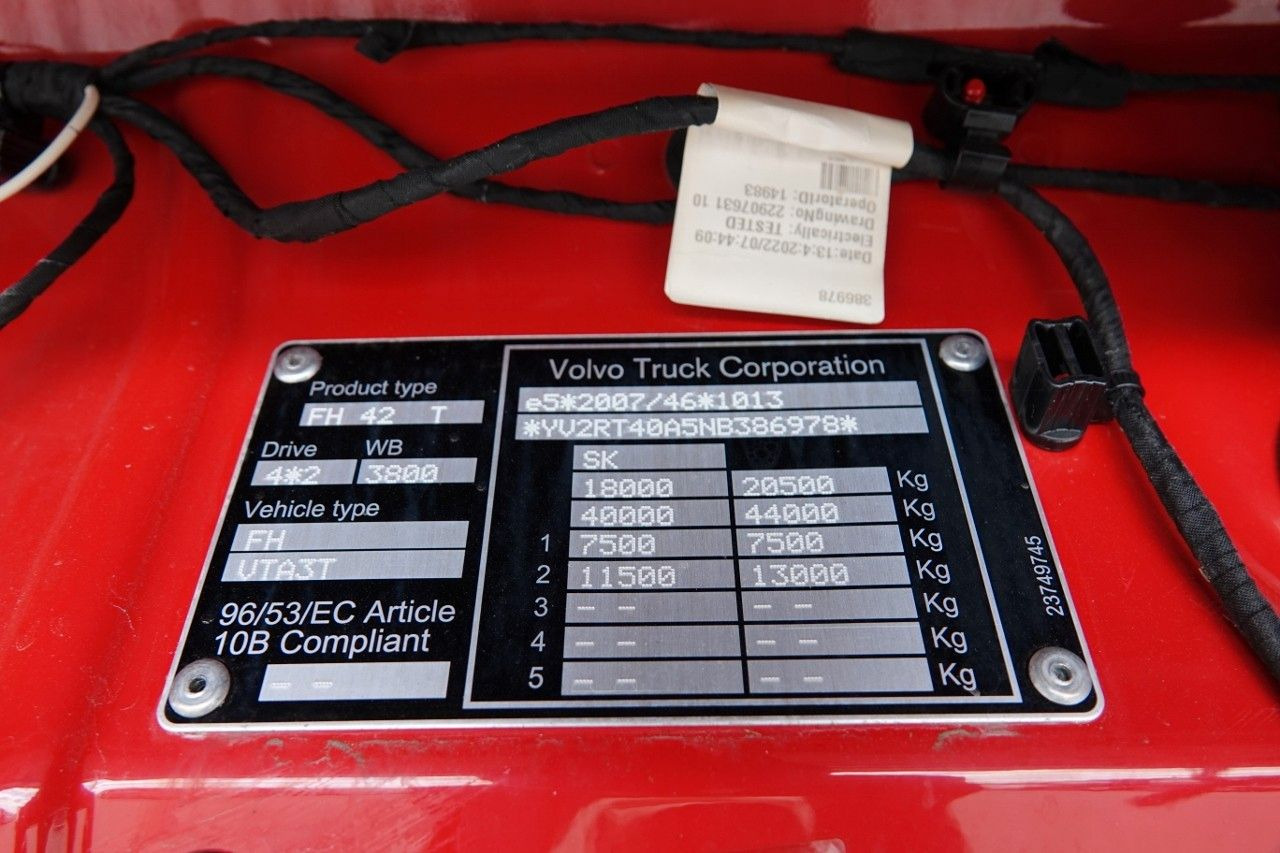 OperatorID: 14983
DrawingNo: 22907631 10
Electrically: TESTED
Date:13:4:2022/07:44:09
386978
Volvo Truck Corporation
e5*2007/46*1013
*YV2RT40A5NB386978*
Product type
FH 42 T
Drive WB
4*2 3800
Vehicle type
FH
VTA3T
96/53/EC Article
10B Compliant
-- --
SK
18000 20500 Kg
40000 44000 Kg
1 7500 7500 Kg
2 11500 13000 Kg
3 -- -- -- -- Kg
4 -- -- -- -- Kg
5 -- -- -- -- Kg
23749745